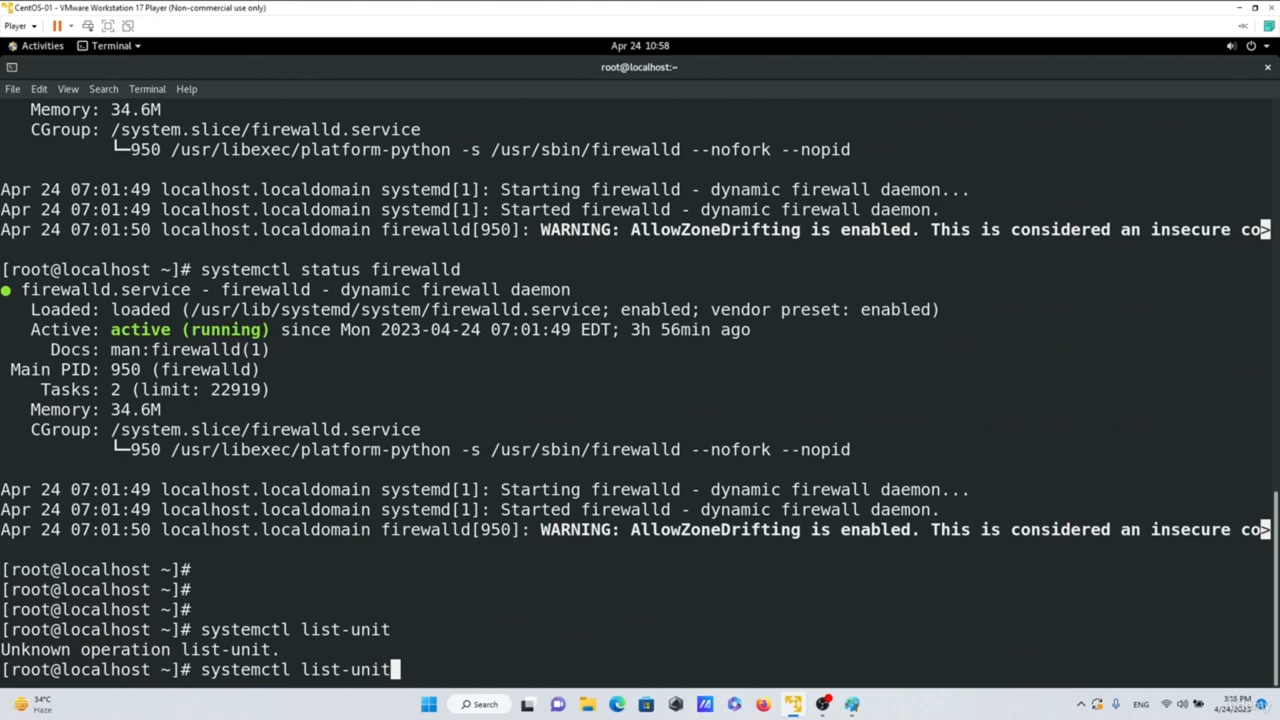 CentOS-01 - VMware Workstation 17 Player (Non-commercial use only)
Player
Activities Terminal Apr 24 10:58
root@localhost:~
File Edit View Search Terminal Help
Memory: 34.6M
CGroup: /system.slice/firewalld.service
└─950 /usr/libexec/platform-python -s /usr/sbin/firewalld --nofork --nopid
Apr 24 07:01:49 localhost.localdomain systemd[1]: Starting firewalld - dynamic firewall daemon...
Apr 24 07:01:49 localhost.localdomain systemd[1]: Started firewalld - dynamic firewall daemon.
Apr 24 07:01:50 localhost.localdomain firewalld[950]: WARNING: AllowZoneDrifting is enabled. This is considered an insecure co>
[root@localhost ~]# systemctl status firewalld
● firewalld.service - firewalld - dynamic firewall daemon
Loaded: loaded (/usr/lib/systemd/system/firewalld.service; enabled; vendor preset: enabled)
Active: active (running) since Mon 2023-04-24 07:01:49 EDT; 3h 56min ago
Docs: man:firewalld(1)
Main PID: 950 (firewalld)
Tasks: 2 (limit: 22919)
Memory: 34.6M
CGroup: /system.slice/firewalld.service
└─950 /usr/libexec/platform-python -s /usr/sbin/firewalld --nofork --nopid
Apr 24 07:01:49 localhost.localdomain systemd[1]: Starting firewalld - dynamic firewall daemon...
Apr 24 07:01:49 localhost.localdomain systemd[1]: Started firewalld - dynamic firewall daemon.
Apr 24 07:01:50 localhost.localdomain firewalld[950]: WARNING: AllowZoneDrifting is enabled. This is considered an insecure co>
[root@localhost ~]#
[root@localhost ~]#
[root@localhost ~]#
[root@localhost ~]# systemctl list-unit
Unknown operation list-unit.
[root@localhost ~]# systemctl list-unit
34°C
Haze
Search
ENG
3:15 PM
4/24/2023